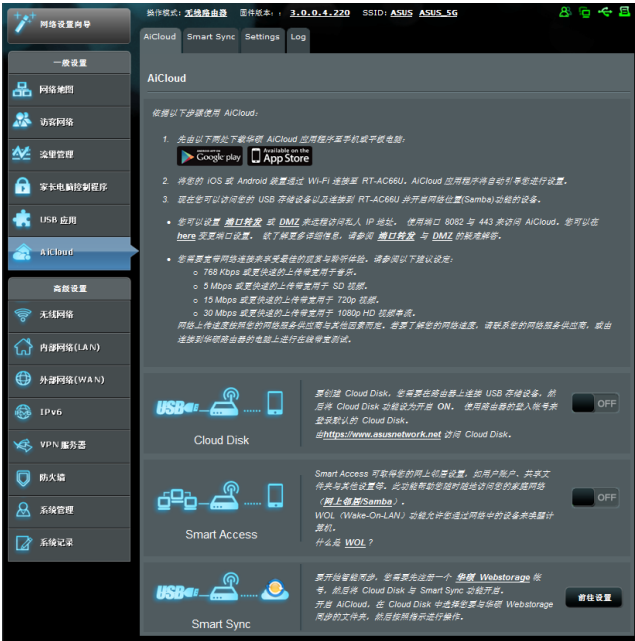 网络设置向导
操作模式: 无线路由器 固件版本: 3.0.0.4.220 SSID: ASUS ASUS_5G
AiCloud Smart Sync Settings Log
一般设置
网络地图
访客网络
流量管理
家长电脑控制程序
USB 应用
AiCloud
高级设置
无线网络
内部网络(LAN)
外部网络(WAN)
IPv6
VPN 服务器
防火墙
系统管理
系统记录
AiCloud
依据以下步骤使用 AiCloud:
1. 先由以下两处下载华硕 AiCloud 应用程序至手机或平板电脑:
ANDROID APP ON
Google play
Available on the
App Store
2. 将您的 iOS 或 Android 装置通过 Wi-Fi 连接至 RT-AC66U。AiCloud 应用程序将自动引导您进行设置。
3. 现在您可以访问您的 USB 存储设备以及连接到 RT-AC66U 并开启网络位置(Samba)功能的设备。
• 您可以设置 端口转发 或 DMZ 来远程访问私人 IP 地址。 使用端口 8082 与 443 来访问 AiCloud。您可以在
here 变更端口设置。 欲了解更多详细信息,请参阅 端口转发 与 DMZ 的疑难解答。
• 您需要宽带网络连接来享受最佳的观赏与聆听体验。请参阅以下建议设定:
○ 768 Kbps 或更快速的上传带宽用于音乐。
○ 5 Mbps 或更快速的上传带宽用于 SD 视频。
○ 15 Mbps 或更快速的上传带宽用于 720p 视频。
○ 30 Mbps 或更快速的上传带宽用于 1080p HD 视频串流。
网络上传速度按照您的网络服务供应商与其他因素而定。若要了解您的网络速度,请联系您的网络服务供应商,或由
连接到华硕路由器的电脑上进行在线带宽测试。
USB
Cloud Disk
要创建 Cloud Disk,您需要在路由器上连接 USB 存储设备,然
后将 Cloud Disk 功能设为开启 ON。 使用路由器的登入帐号来
登录默认的 Cloud Disk。
由https://www.asusnetwork.net 访问 Cloud Disk。
OFF
Smart Access
Smart Access 可取得您的网上邻居设置,如用户账户、共享文
件夹与其他设置等。此功能帮助您随时随地访问您的家庭网络
(网上邻居/Samba)。
WOL(Wake-On-LAN) 功能允许您通过网络中的设备来唤醒计
算机。
什么是 WOL?
OFF
USB
Smart Sync
要开始智能同步,您需要先注册一个 华硕 Webstorage 帐
号,然后将 Cloud Disk 与 Smart Sync 功能开启。
开启 AiCloud,在 Cloud Disk 中选择您要与华硕 Webstorage
同步的文件夹,然后按照指示进行操作。
前往设置